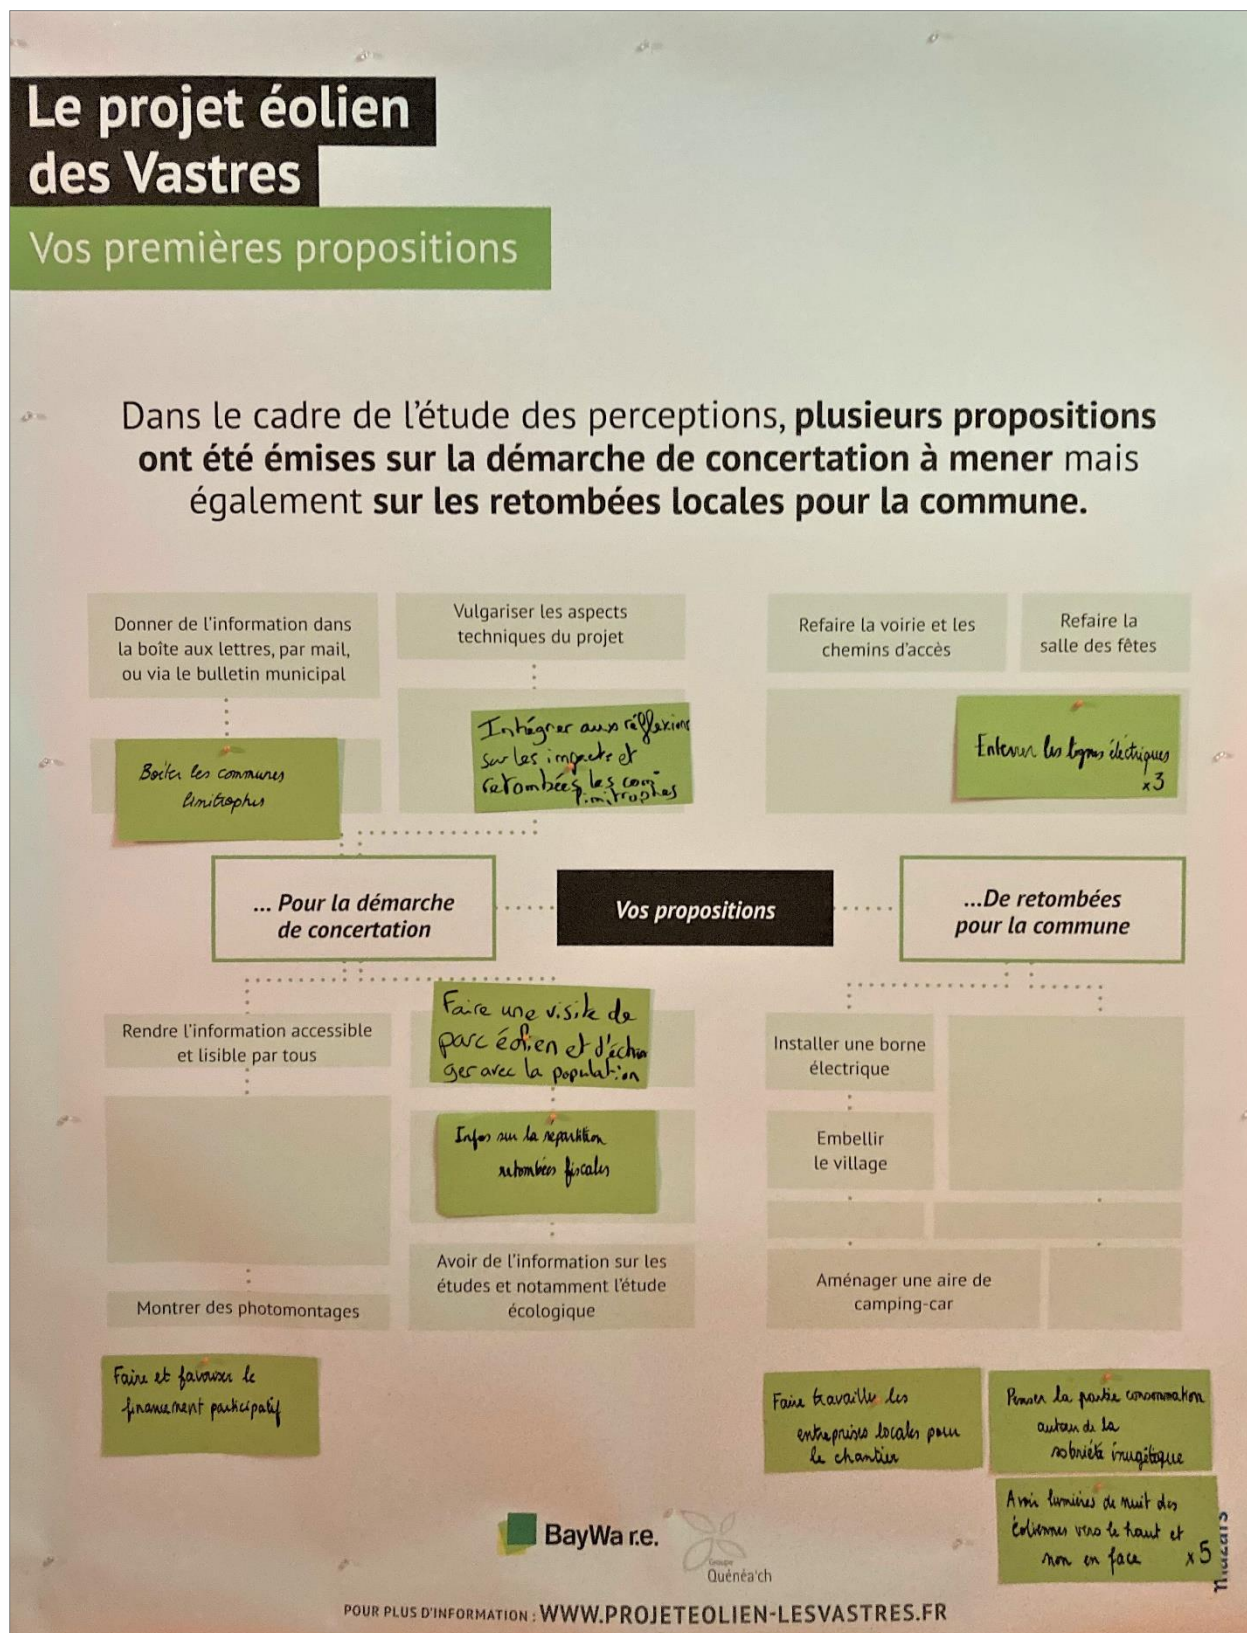 Le projet éolien
des Vastres
Vos premières propositions
Dans le cadre de l'étude des perceptions, plusieurs propositions
ont été émises sur la démarche de concertation à mener mais
également sur les retombées locales pour la commune.
Donner de l'information dans
la boîte aux lettres, par mail,
ou via le bulletin municipal
Vulgariser les aspects
techniques du projet
Refaire la voirie et les
chemins d'accès
Refaire la
salle des fêtes
Boiter les communes
limitrophes
Intégrer aux réflexions
sur les impacts et
retombées les com°
limitrophes
Enterrer les lignes électriques
x3
... Pour la démarche
de concertation
Vos propositions
...De retombées
pour la commune
Rendre l'information accessible
et lisible par tous
Faire une visite de
parc éolien et d'échan
ger avec la population
Infos sur la repartition
retombées fiscales
Avoir de l'information sur les
études et notamment l'étude
écologique
Montrer des photomontages
Installer une borne
électrique
Embellir
le village
Aménager une aire de
camping-car
Faire et favoriser le
financement participatif
Faire travailler les
entreprises locales pour
le chantier
Penser la partie consommation
autour de la
sobriété énergétique
Avoir lumières de nuit des
éoliennes vers le haut et
non en face x5
BayWa r.e.
Groupe
Quénéa'ch
mazars
POUR PLUS D'INFORMATION : WWW.PROJETEOLIEN-LESVASTRES.FR